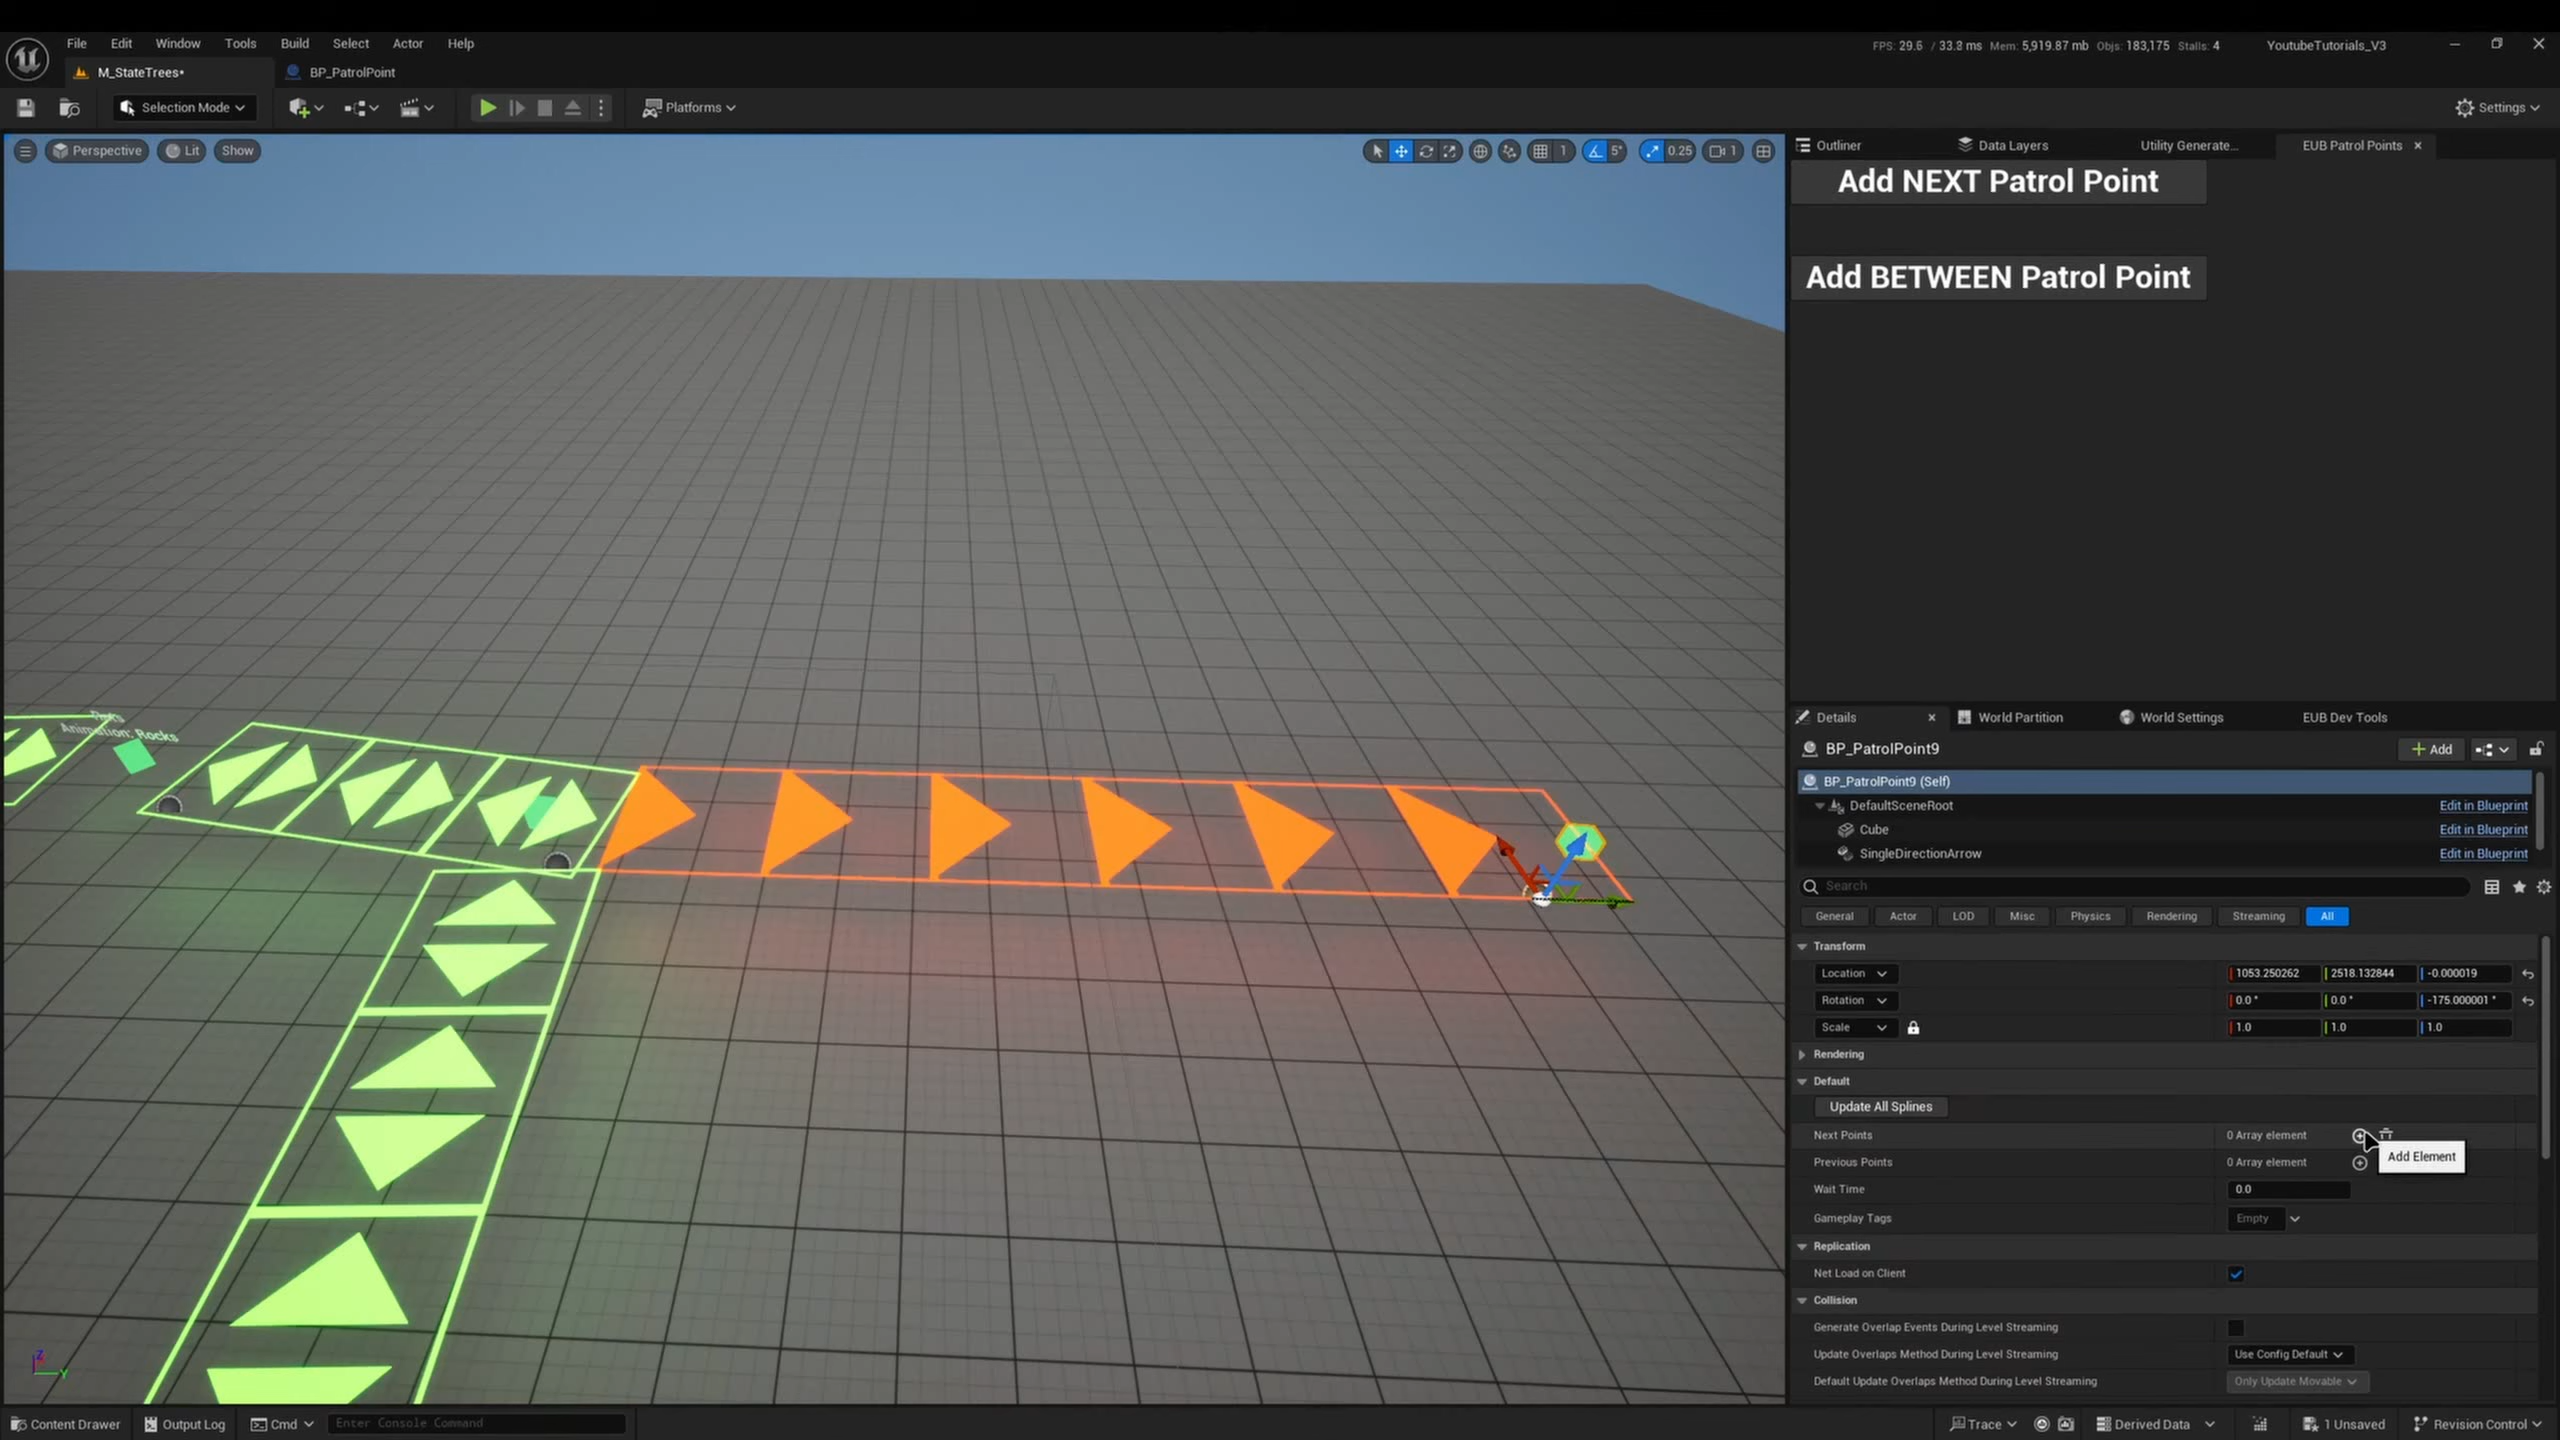 File Edit Window Tools Build Select Actor Help
FPS: 29.6 / 33.8 ms Mem: 5,919.87 mb Objs: 183,175 Stalls: 4
YoutubeTutorials_V3
M_StateTrees*
BP_PatrolPoint
Selection Mode
Platforms
Settings
Perspective
Lit
Show
1
5°
0.25
1
Outliner
Data Layers
Utility Generate...
EUB Patrol Points
Add NEXT Patrol Point
Add BETWEEN Patrol Point
Animation: Rocks
Details
World Partition
World Settings
EUB Dev Tools
BP_PatrolPoint9
Add
BP_PatrolPoint9 (Self)
DefaultSceneRoot Edit in Blueprint
Cube Edit in Blueprint
SingleDirectionArrow Edit in Blueprint
Search
General Actor LOD Misc Physics Rendering Streaming All
Transform
Location 1053.250262 2518.132844 -0.000019
Rotation 0.0 ° 0.0 ° -175.000001 °
Scale 1.0 1.0 1.0
Rendering
Default
Update All Splines
Next Points 0 Array element
Add Element
Previous Points 0 Array element
Wait Time 0.0
Gameplay Tags Empty
Replication
Net Load on Client
Collision
Generate Overlap Events During Level Streaming
Update Overlaps Method During Level Streaming Use Config Default
Default Update Overlaps Method During Level Streaming Only Update Movable
Z
Y
Content Drawer
Output Log
Cmd
Enter Console Command
Trace
Derived Data
1 Unsaved
Revision Control